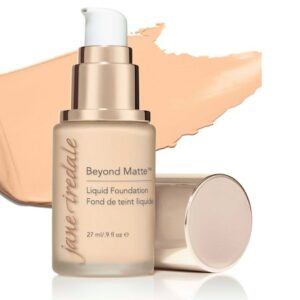 jane iredale
Beyond Matte™
Liquid Foundation
Fond de teint liquide
27 ml/.9 fl oz ℮